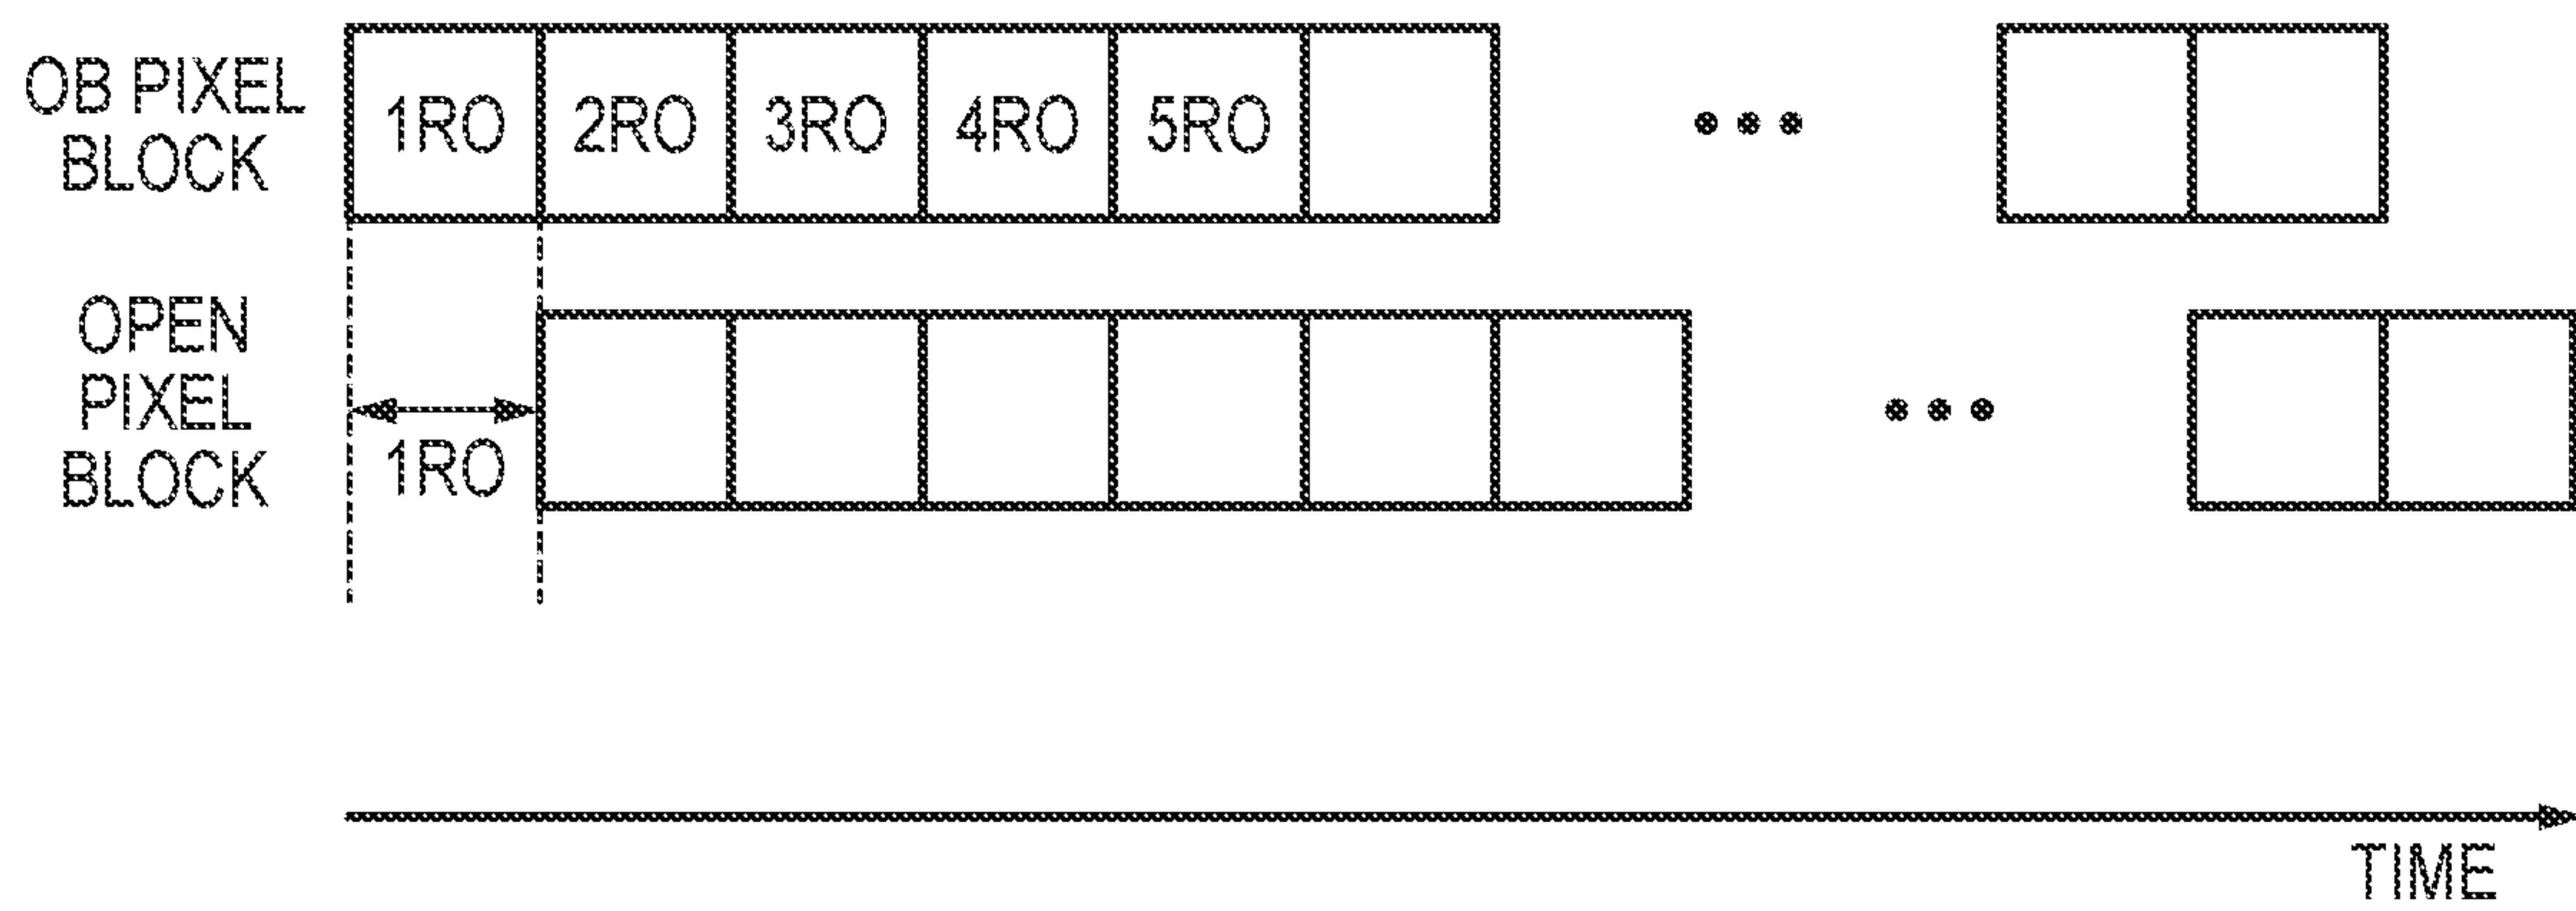 OB PIXEL
BLOCK
1RO 2RO 3RO 4RO 5RO
OPEN
PIXEL
BLOCK
1RO
TIME